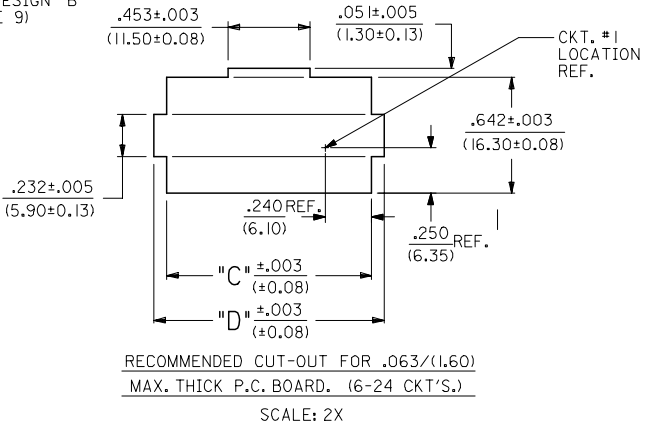 DESIGN "B"
E 9)
.453±.003
(11.50±0.08)
.051±.005
(1.30±0.13)
CKT. #1
LOCATION
REF.
.642±.003
(16.30±0.08)
.232±.005
(5.90±0.13)
.240 REF.
(6.10)
.250 REF.
(6.35)
"C" ±.003
(±0.08)
"D" ±.003
(±0.08)
RECOMMENDED CUT-OUT FOR .063/(1.60)
MAX. THICK P.C. BOARD. (6-24 CKT'S.)
SCALE: 2X